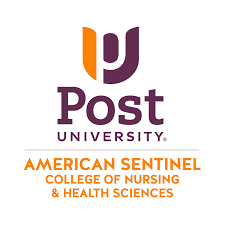 Post
UNIVERSITY®
AMERICAN SENTINEL
COLLEGE OF NURSING
& HEALTH SCIENCES